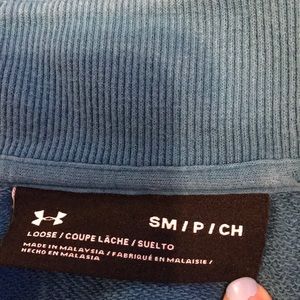 SM / P / CH
LOOSE / COUPE LÂCHE / SUELTO
MADE IN MALAYSIA / FABRIQUÉ EN MALAISIE /
HECHO EN MALASIA